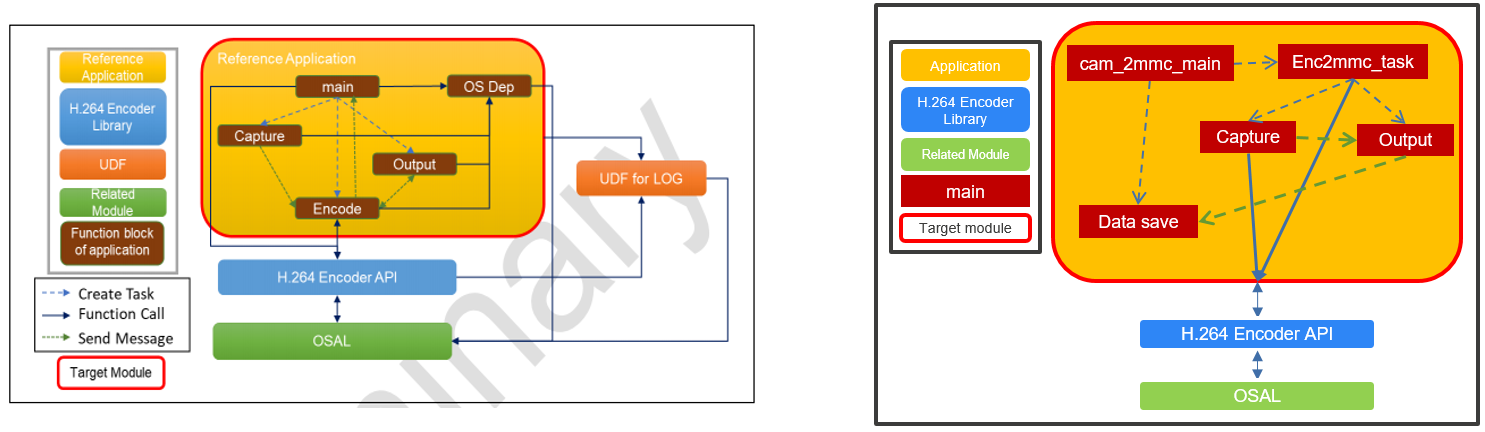 Reference
Application
H.264 Encoder
Library
UDF
Related
Module
Function block
of application
Create Task
Function Call
Send Message
Target Module
Reference Application
main
OS Dep
Capture
Output
Encode
UDF for LOG
H.264 Encoder API
OSAL
Application
H.264 Encoder
Library
Related Module
main
Target module
cam_2mmc_main
Enc2mmc_task
Capture
Output
Data save
H.264 Encoder API
OSAL